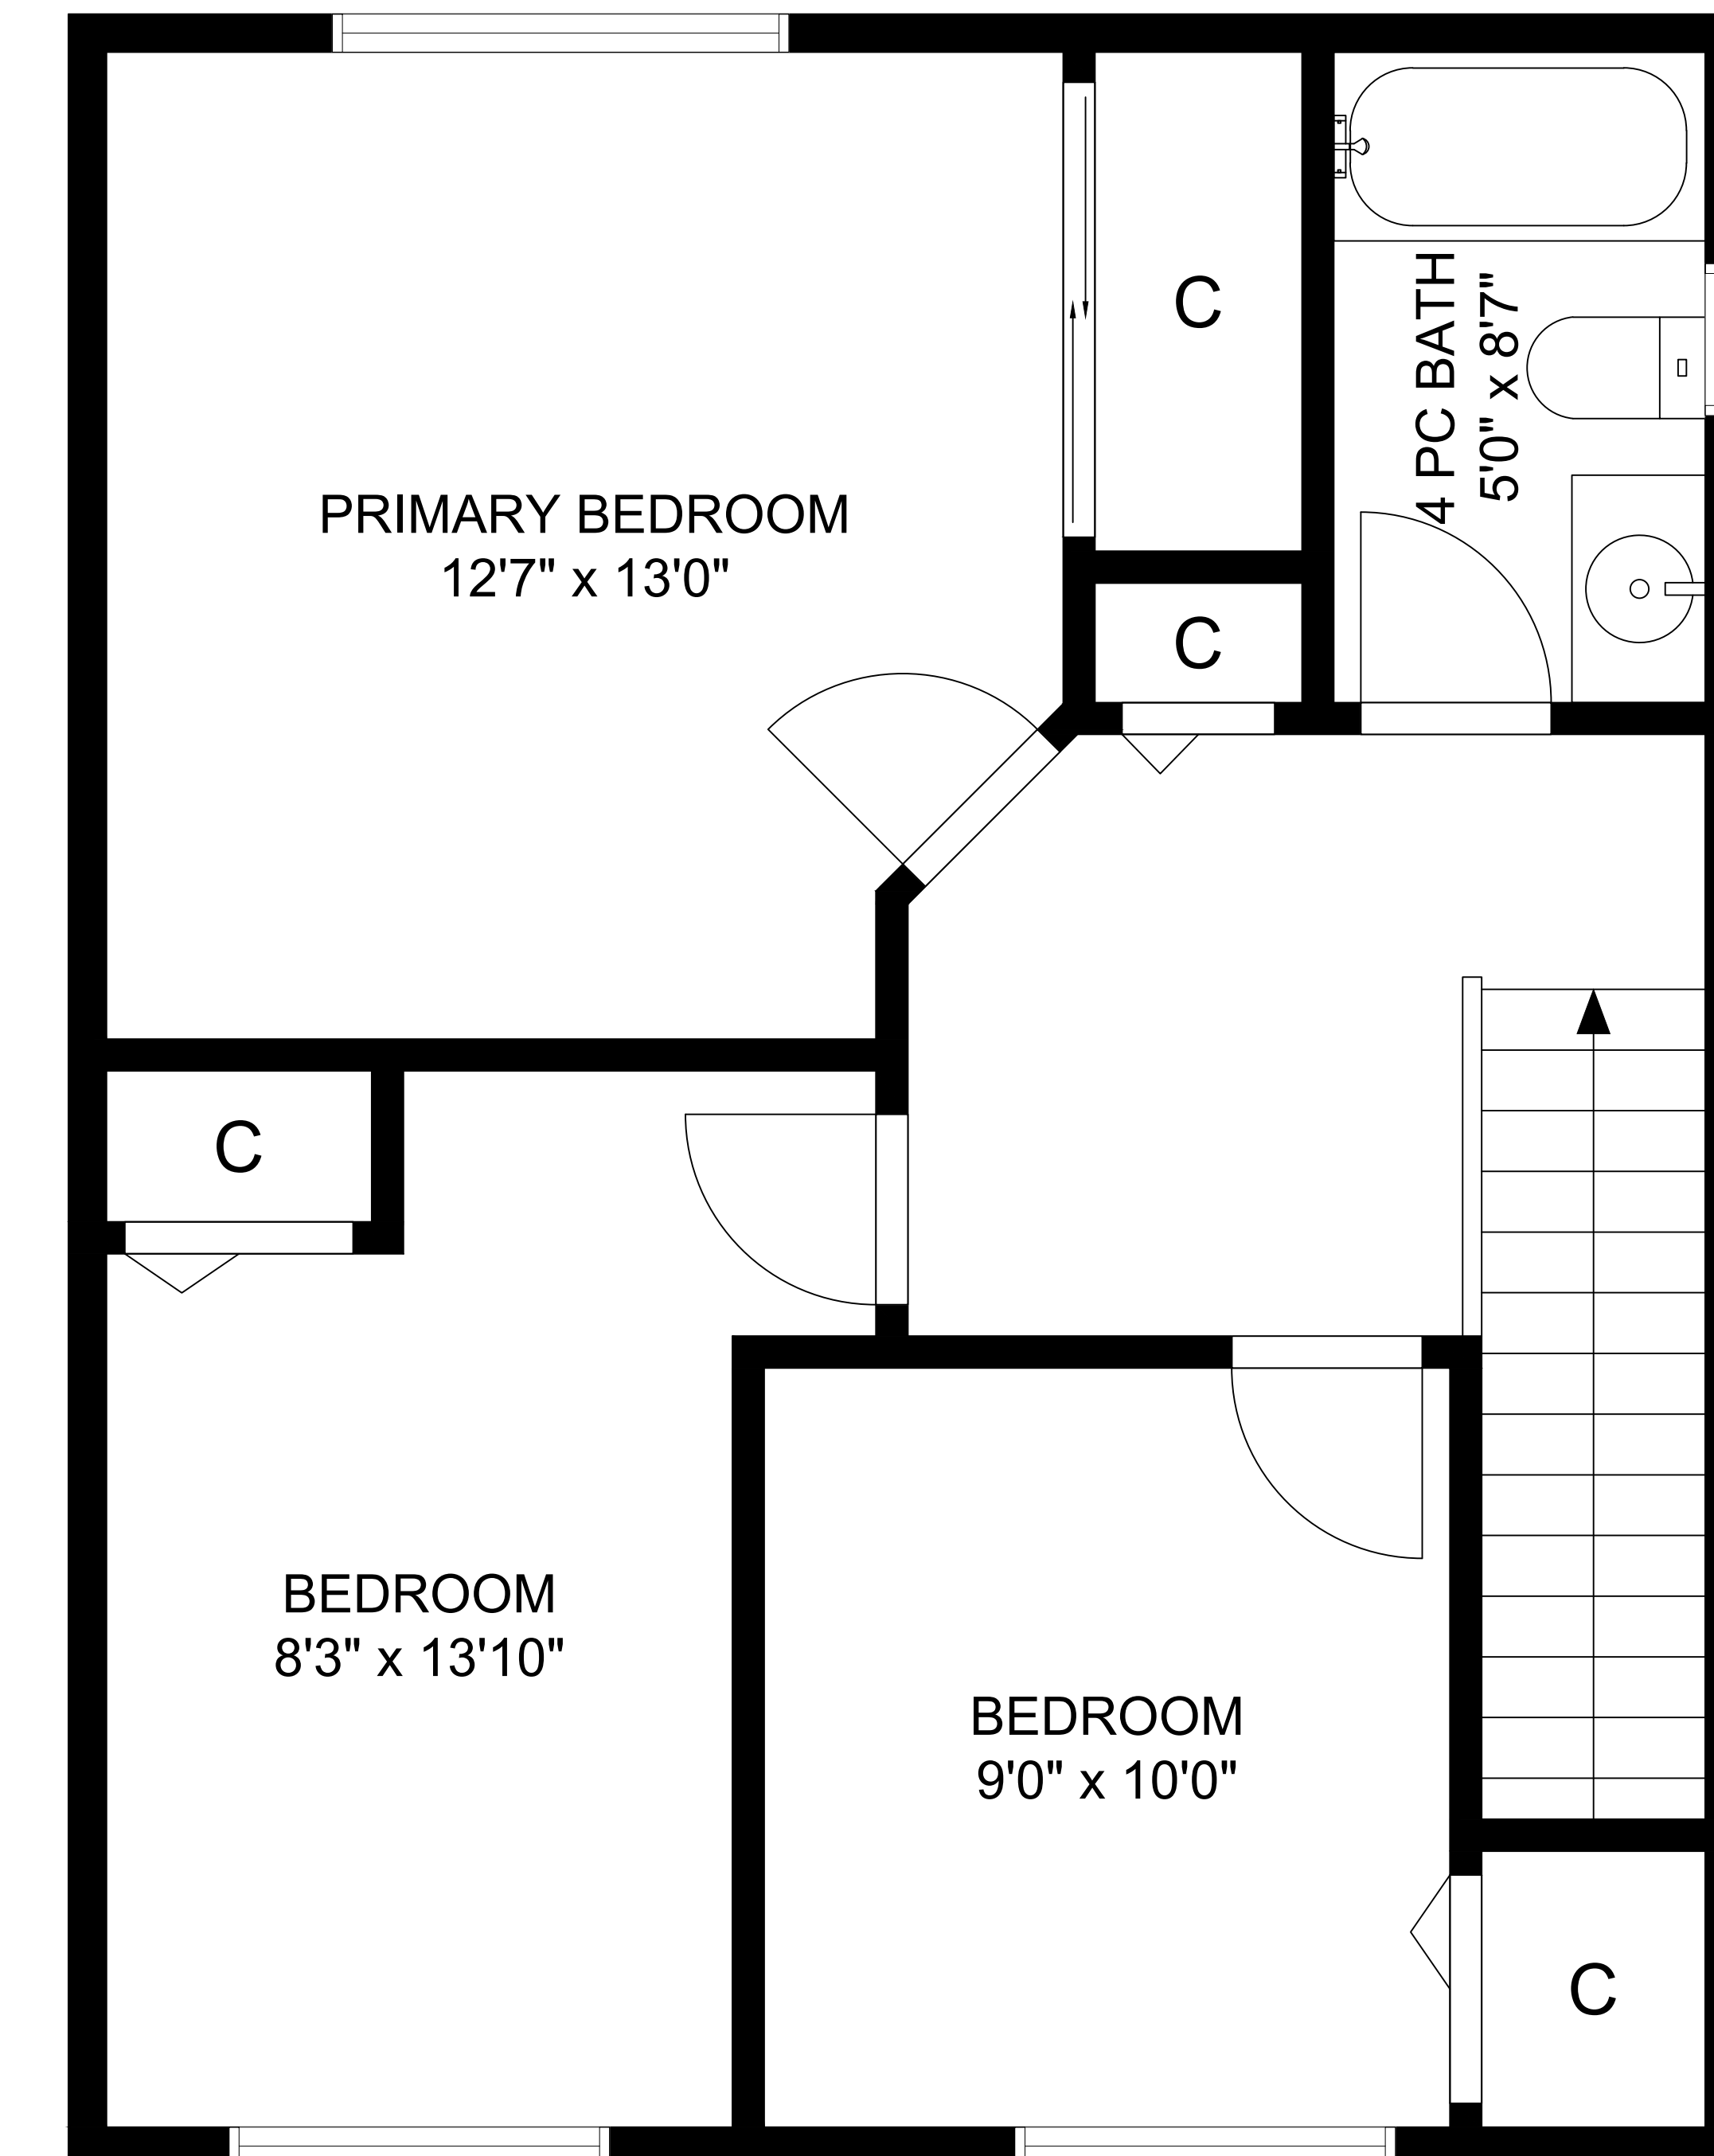 C
4 PC BATH
5'0" x 8'7"
PRIMARY BEDROOM
12'7" x 13'0"
C
C
BEDROOM
8'3" x 13'10"
BEDROOM
9'0" x 10'0"
C